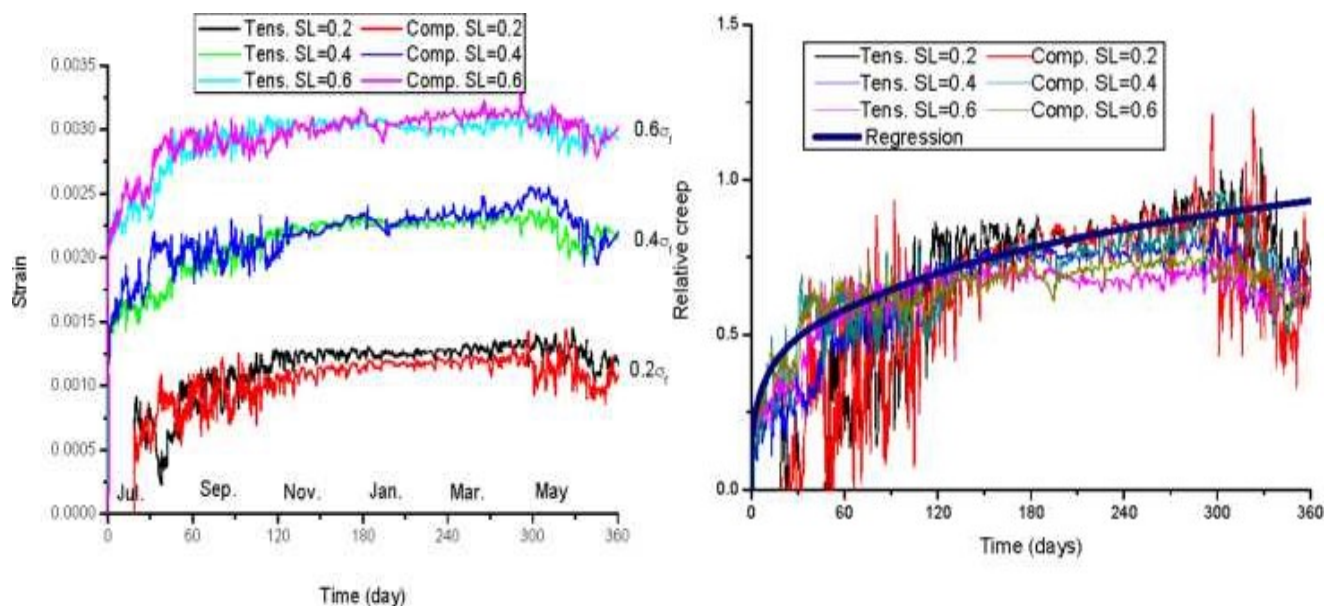 Tens. SL=0.2 Comp. SL=0.2
Tens. SL=0.4 Comp. SL=0.4
Tens. SL=0.6 Comp. SL=0.6
0.0035
0.0030
0.0025
0.0020
0.0015
0.0010
0.0005
0.0000
Strain
0.6σf
0.4σ
0.2σf
Jul. Sep. Nov. Jan. Mar. May
0 60 120 180 240 300 360
Time (day)
Tens. SL=0.2 Comp. SL=0.2
Tens. SL=0.4 Comp. SL=0.4
Tens. SL=0.6 Comp. SL=0.6
Regression
1.5
1.0
0.5
0.0
Relative creep
0 60 120 180 240 300 360
Time (days)